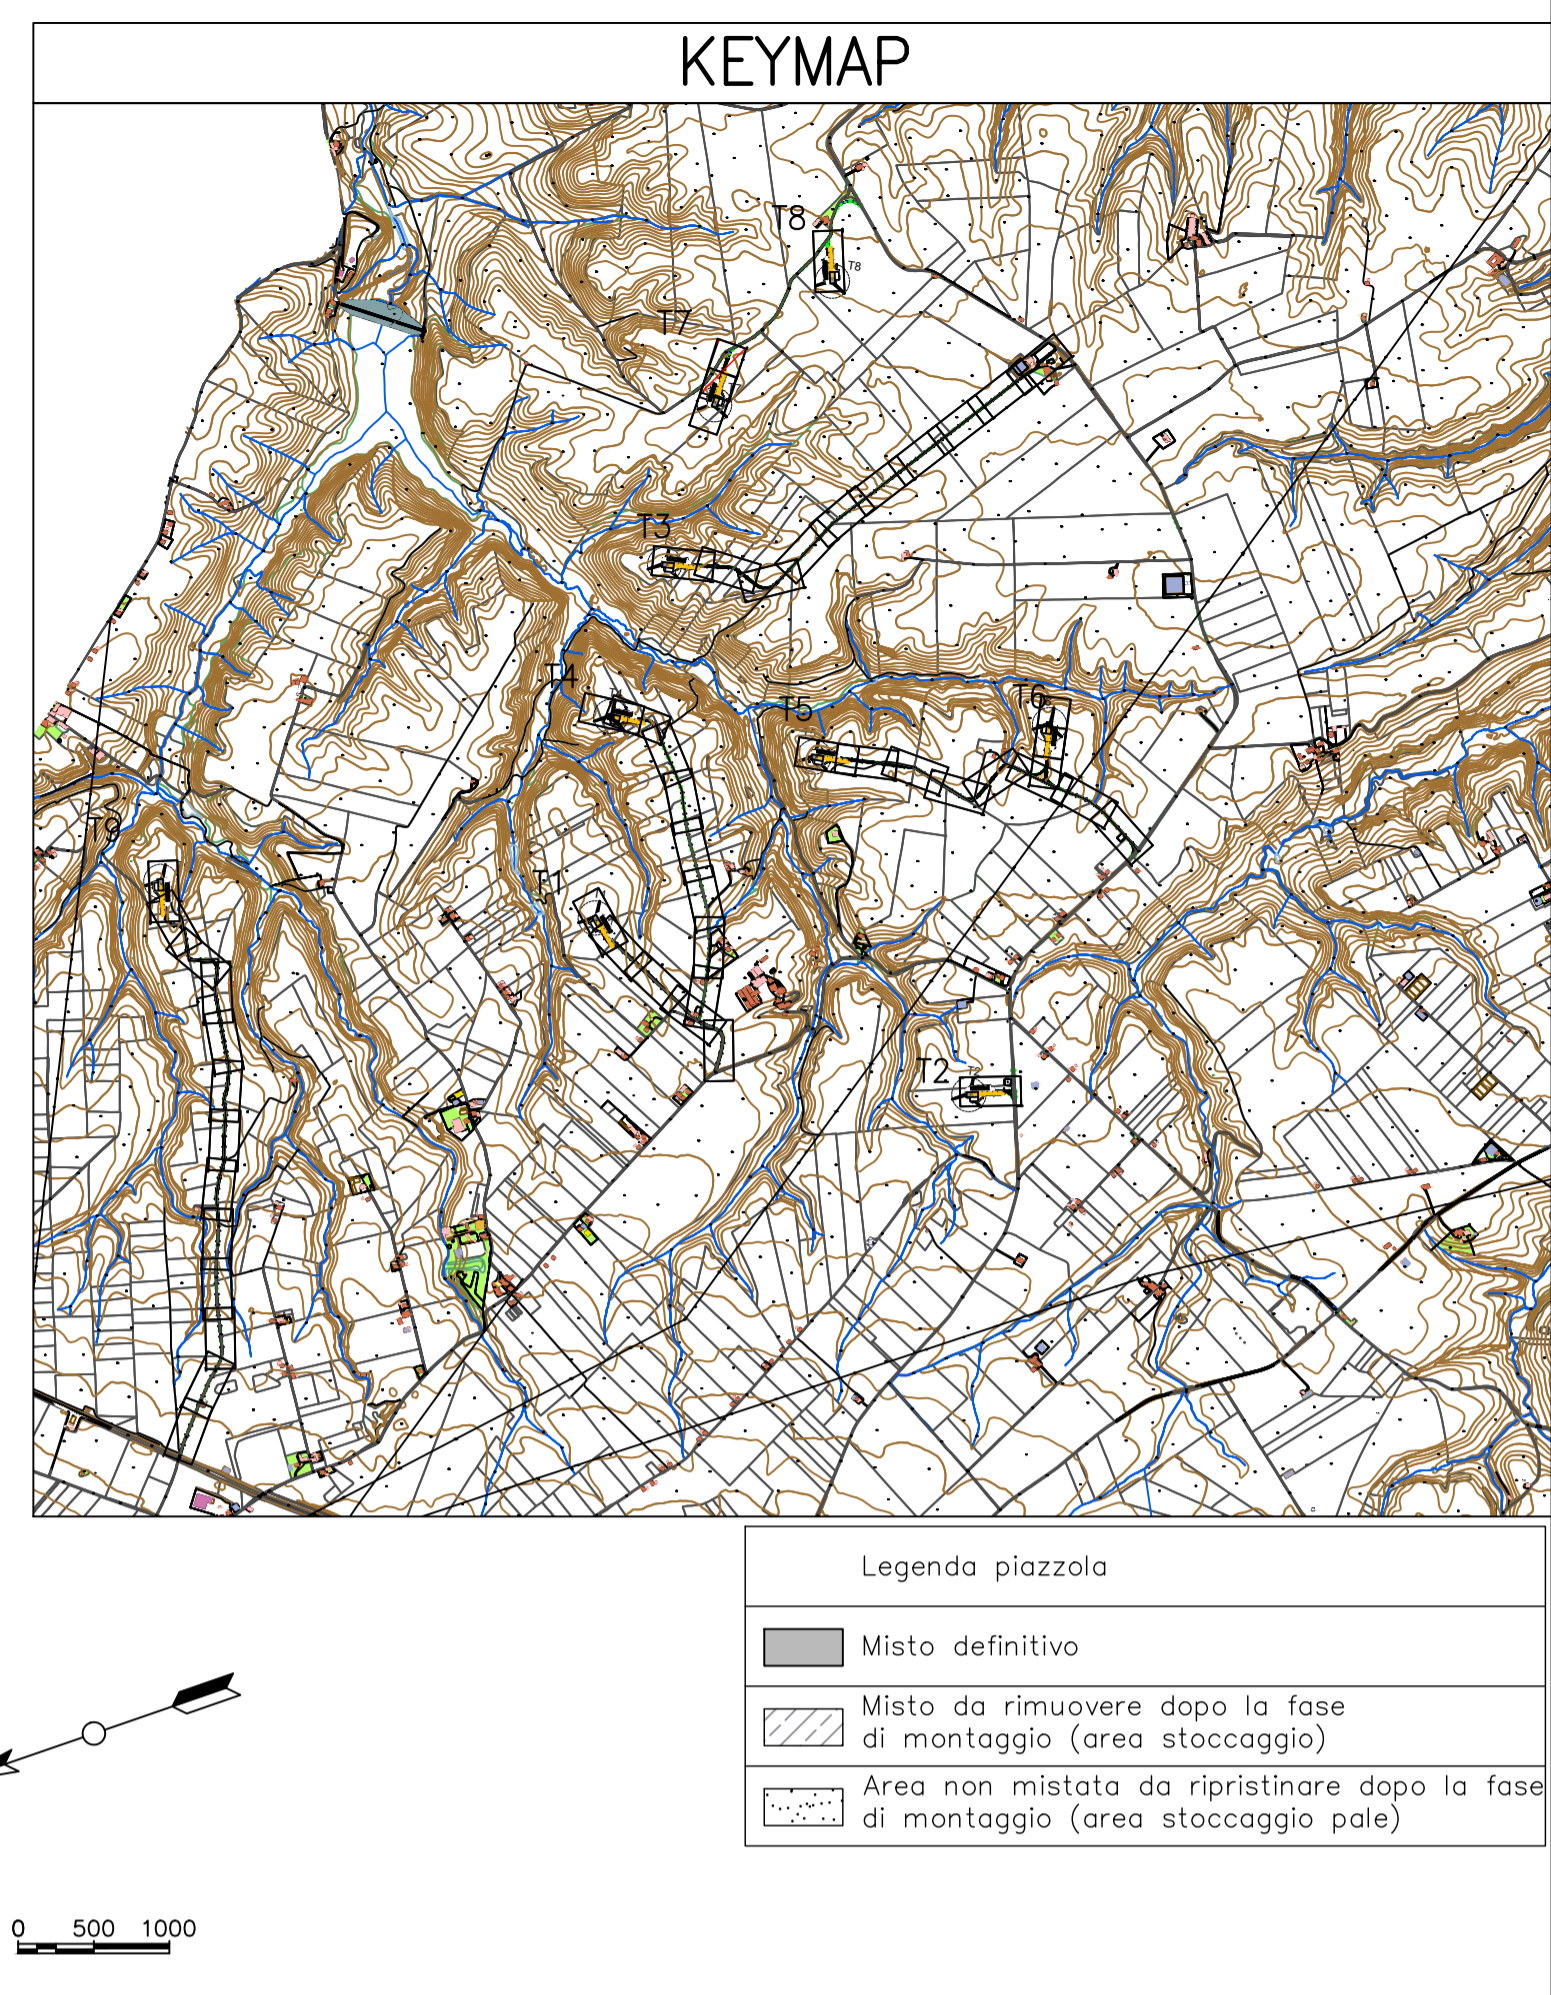 KEYMAP
T8
T8
T7
T3
T4
T5
T6
T9
T1
T2
Legenda piazzola
Misto definitivo
Misto da rimuovere dopo la fase
di montaggio (area stoccaggio)
Area non mistata da ripristinare dopo la fase
di montaggio (area stoccaggio pale)
0 500 1000